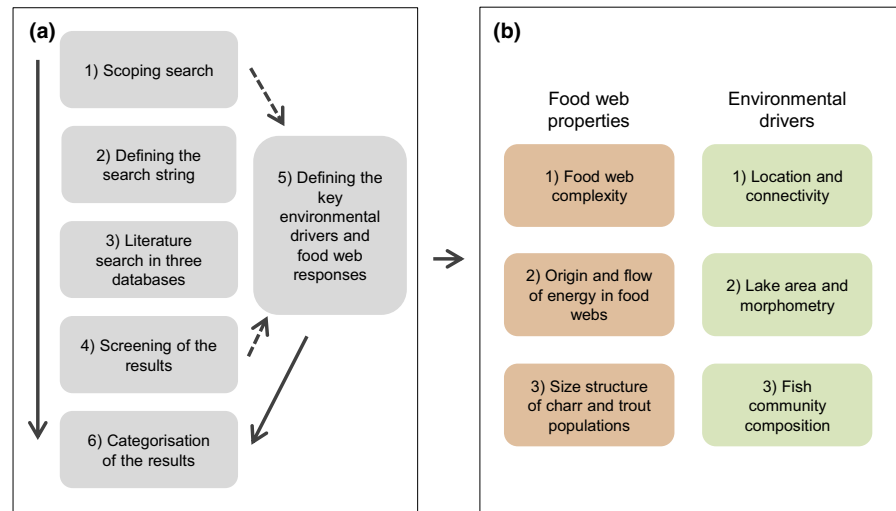 (a)
1) Scoping search
2) Defining the
search string
3) Literature
search in three
databases
4) Screening of the
results
5) Defining the
key
environmental
drivers and
food web
responses
6) Categorisation
of the results
(b)
Food web
properties
1) Food web
complexity
2) Origin and flow
of energy in food
webs
3) Size structure
of charr and trout
populations
Environmental
drivers
1) Location and
connectivity
2) Lake area and
morphometry
3) Fish
community
composition